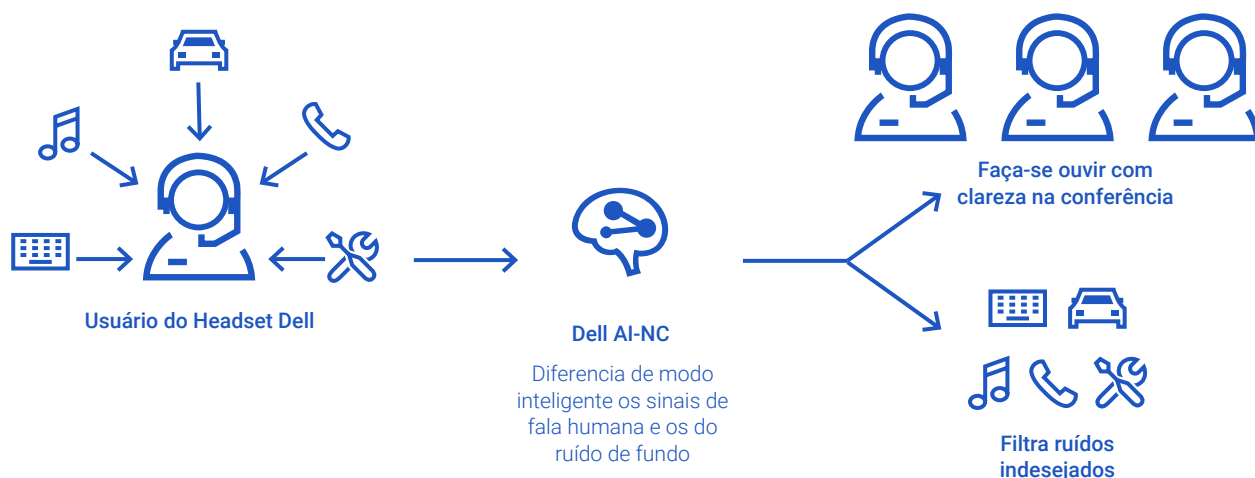 Usuário do Headset Dell
Dell AI-NC
Diferencia de modo
inteligente os sinais de
fala humana e os do
ruído de fundo
Faça-se ouvir com
clareza na conferência
Filtra ruídos
indesejados